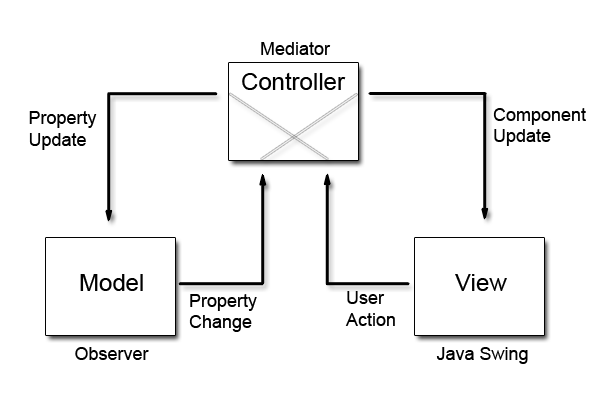 Mediator
Controller
Property
Update
Component
Update
Model
View
Property
Change
User
Action
Observer
Java Swing